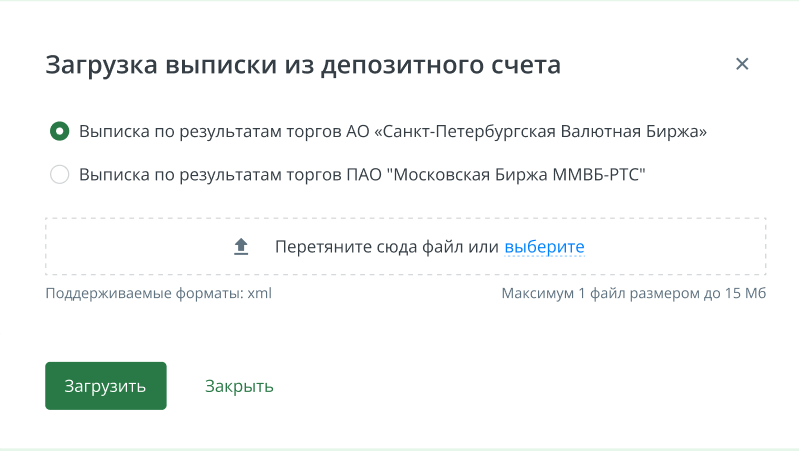 Загрузка выписки из депозитного счета
Выписка по результатам торгов АО «Санкт-Петербургская Валютная Биржа»
Выписка по результатам торгов ПАО "Московская Биржа ММВБ-РТС"
Перетяните сюда файл или выберите
Поддерживаемые форматы: xml Максимум 1 файл размером до 15 Мб
Загрузить Закрыть